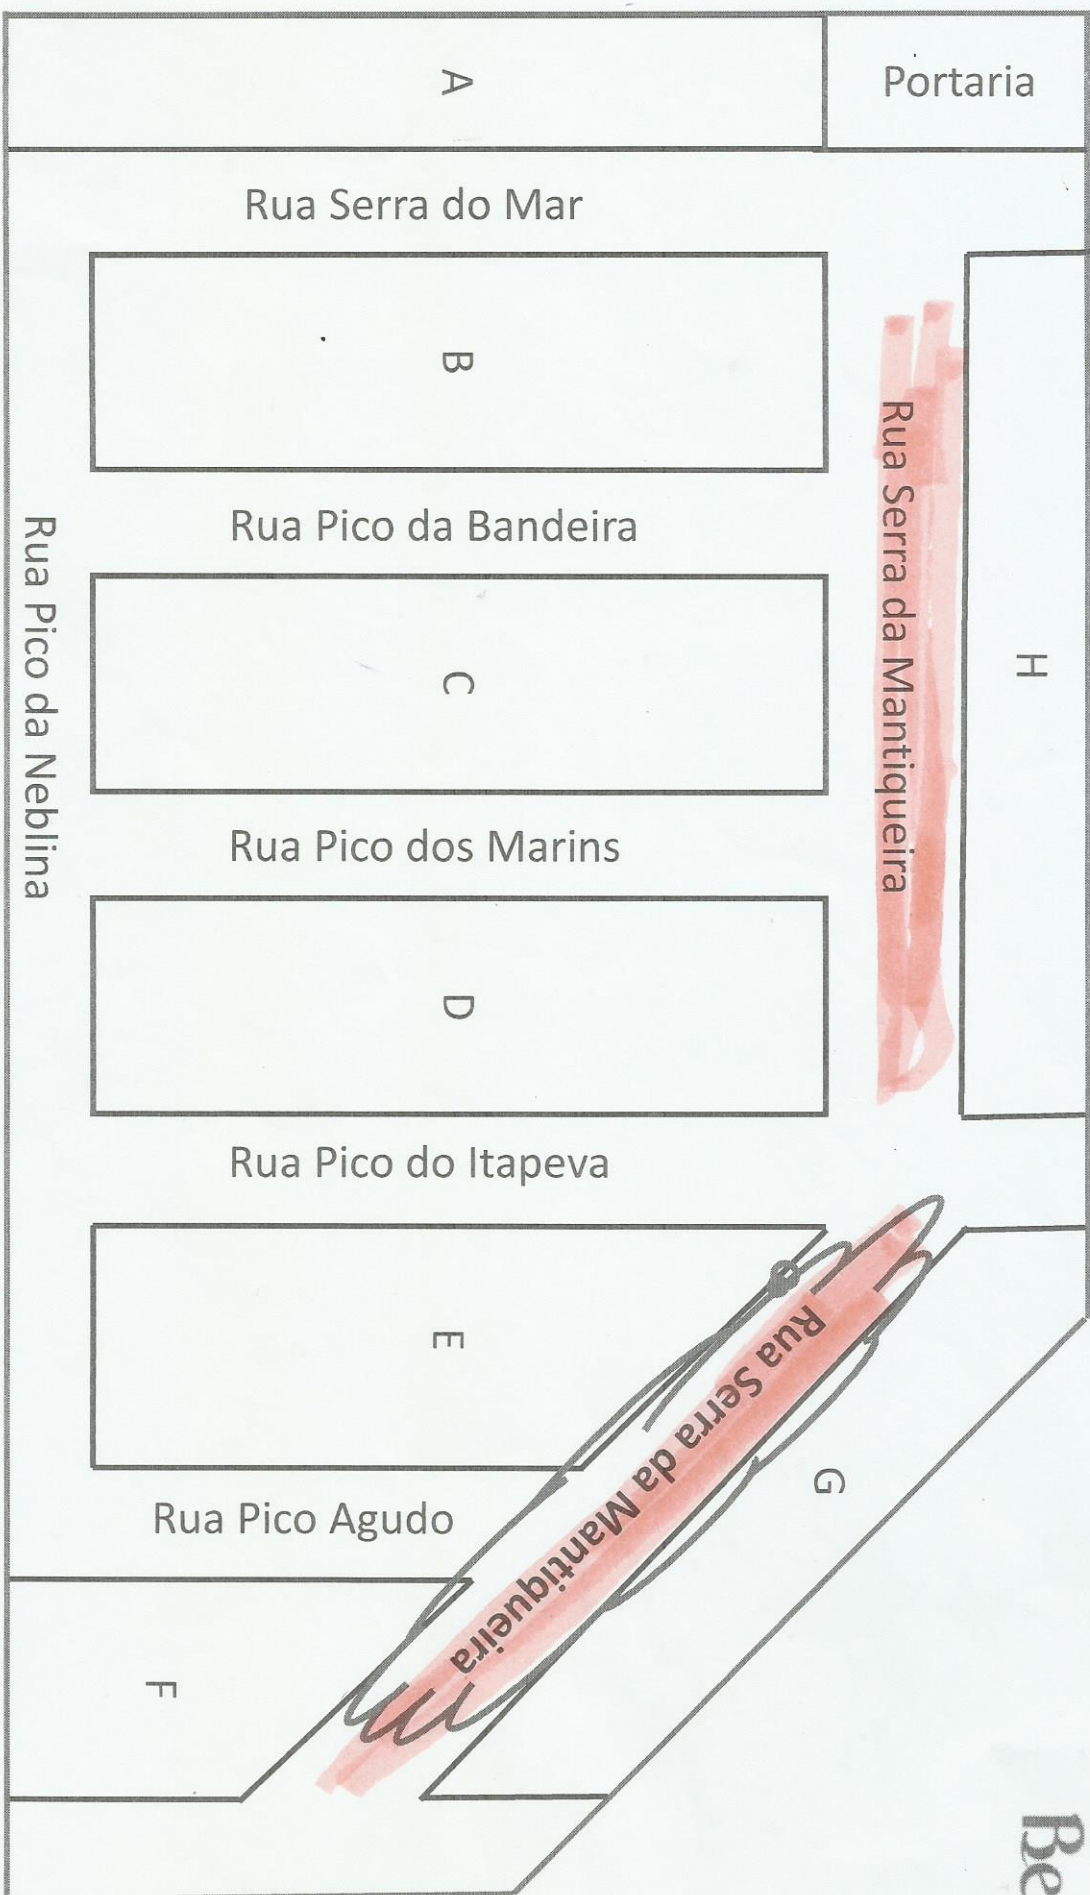 Portaria
A
Rua Serra do Mar
B
H
Rua Serra da Mantiqueira
Rua Pico da Bandeira
Rua Pico da Neblina
C
Rua Pico dos Marins
D
Rua Pico do Itapeva
E
Rua Serra da Mantiqueira
G
Rua Pico Agudo
F
Be